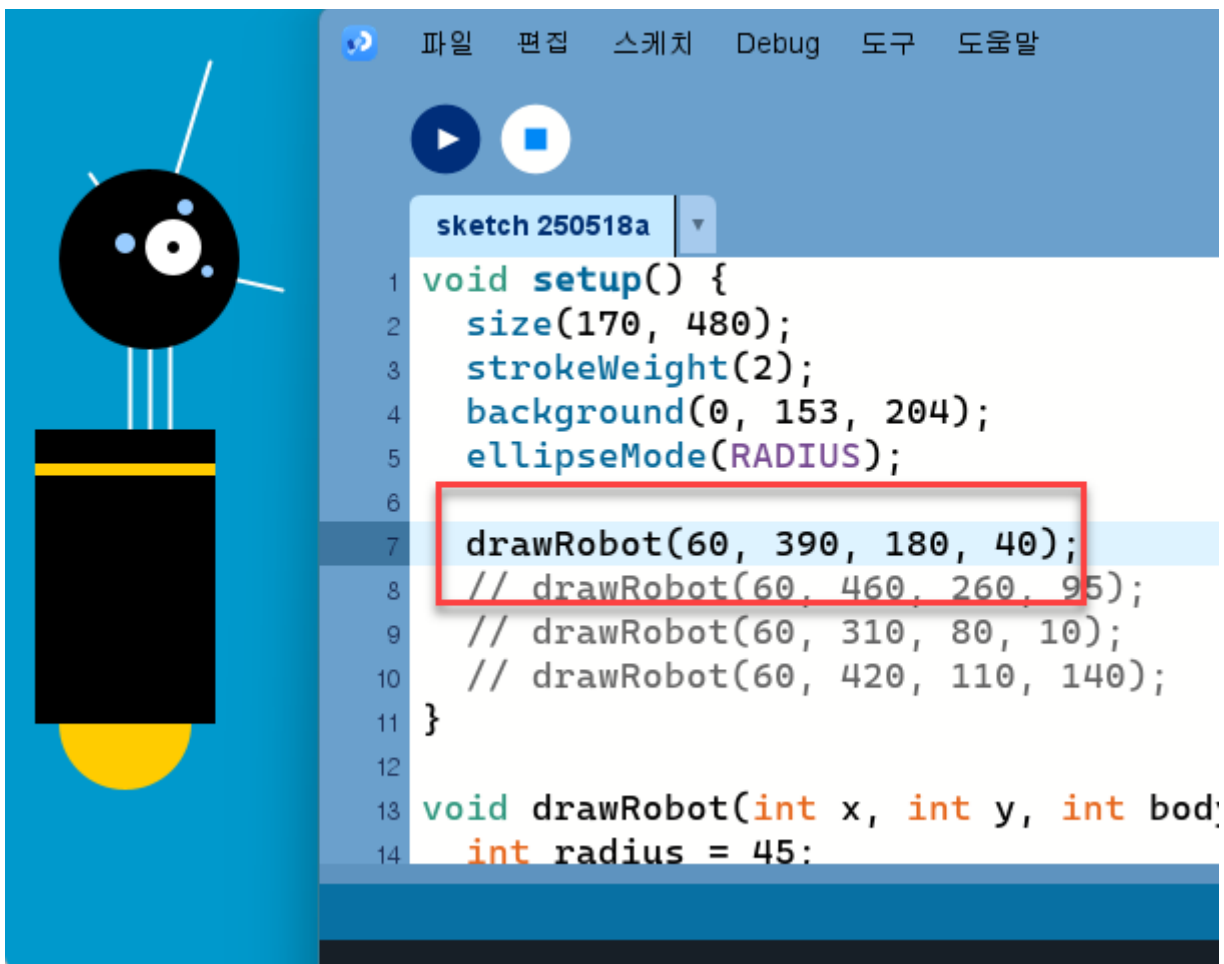 파일 편집 스케치 Debug 도구 도움말
sketch 250518a
1 void setup() {
2 size(170, 480);
3 strokeWeight(2);
4 background(0, 153, 204);
5 ellipseMode(RADIUS);
6
7 drawRobot(60, 390, 180, 40);
8 // drawRobot(60, 460, 260, 95);
9 // drawRobot(60, 310, 80, 10);
10 // drawRobot(60, 420, 110, 140);
11 }
12
13 void drawRobot(int x, int y, int body
14 int radius = 45;